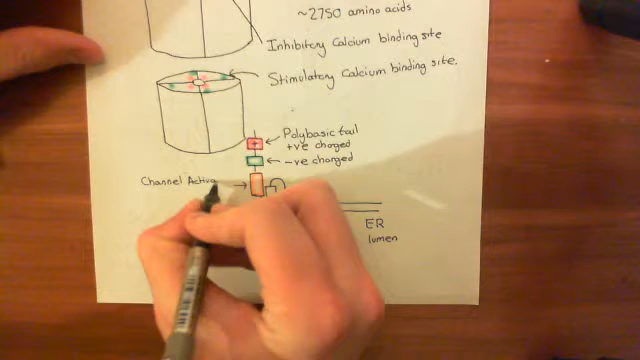 ~2750 amino acids
Inhibitory Calcium binding site
Stimulatory Calcium binding site.
Polybasic tail
+ve charged
-ve charged
Channel Activa
ER
lumen